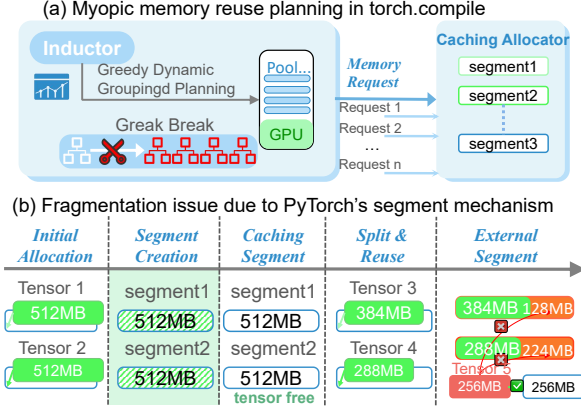 (a) Myopic memory reuse planning in torch.compile
Inductor
Greedy Dynamic
Groupingd Planning
Greak Break
Pool...
GPU
Memory
Request
Request 1
Request 2
...
Request n
Caching Allocator
segment1
segment2
segment3
(b) Fragmentation issue due to PyTorch's segment mechanism
Initial
Allocation
Segment
Creation
Caching
Segment
Split &
Reuse
External
Segment
Tensor 1
512MB
Tensor 2
512MB
segment1
512MB
segment2
512MB
segment1
512MB
segment2
512MB
tensor free
Tensor 3
384MB
Tensor 4
288MB
384MB 128MB
288MB 224MB
Tensor 5
256MB
256MB